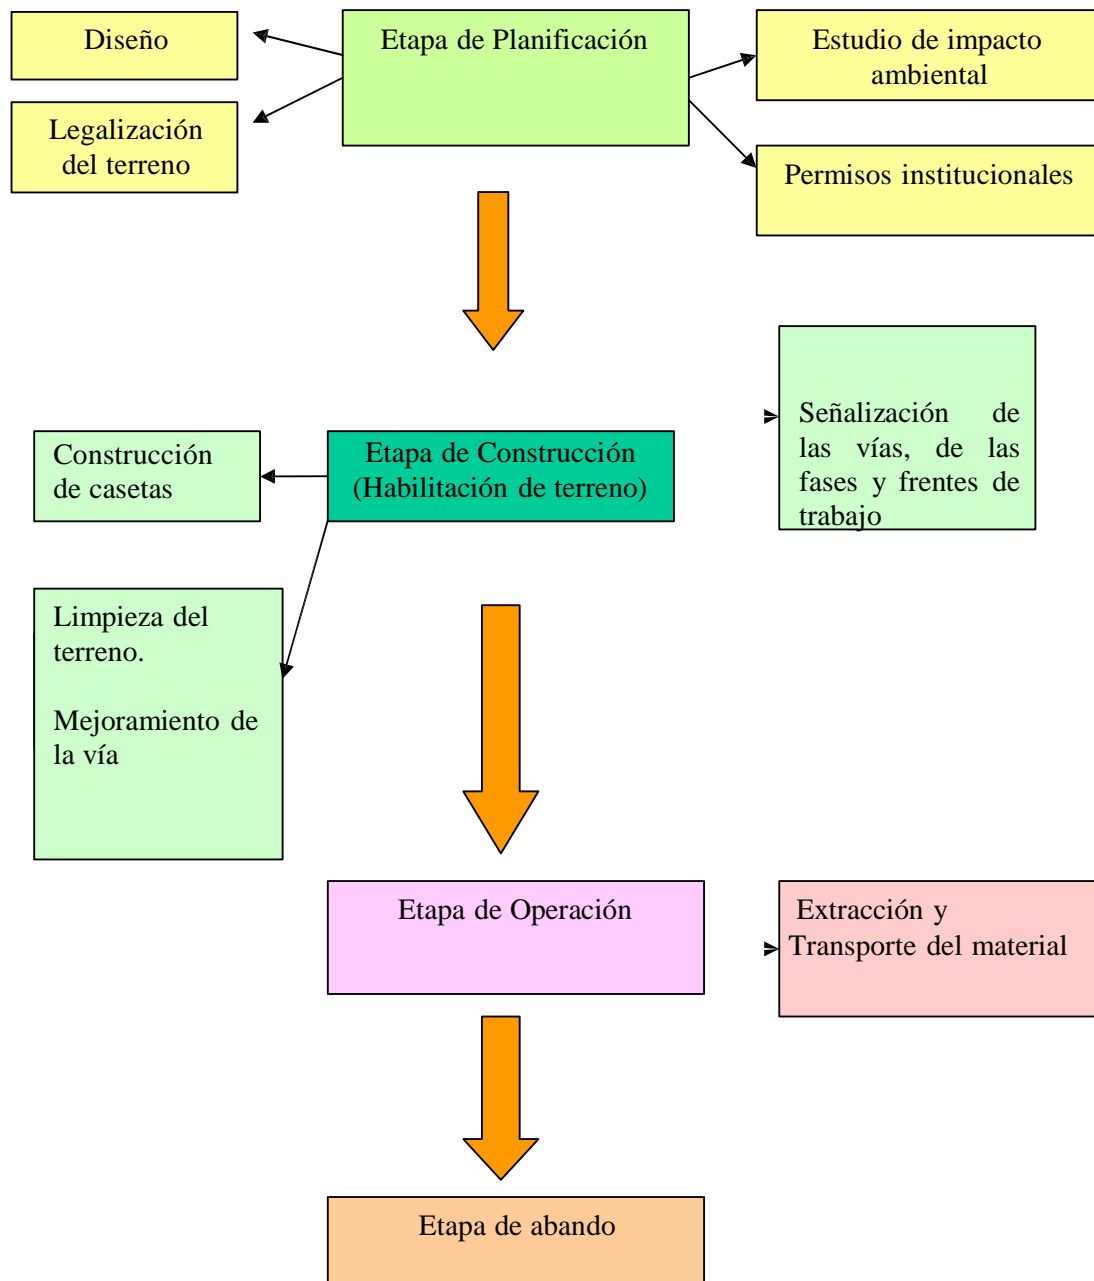 Diseño
Etapa de Planificación
Estudio de impacto
ambiental
Legalización
del terreno
Permisos institucionales
Señalización de
las vías, de las
fases y frentes de
trabajo
Construcción
de casetas
Etapa de Construcción
(Habilitación de terreno)
Limpieza del
terreno.
Mejoramiento de
la vía
Etapa de Operación
Extracción y
Transporte del material
Etapa de abando